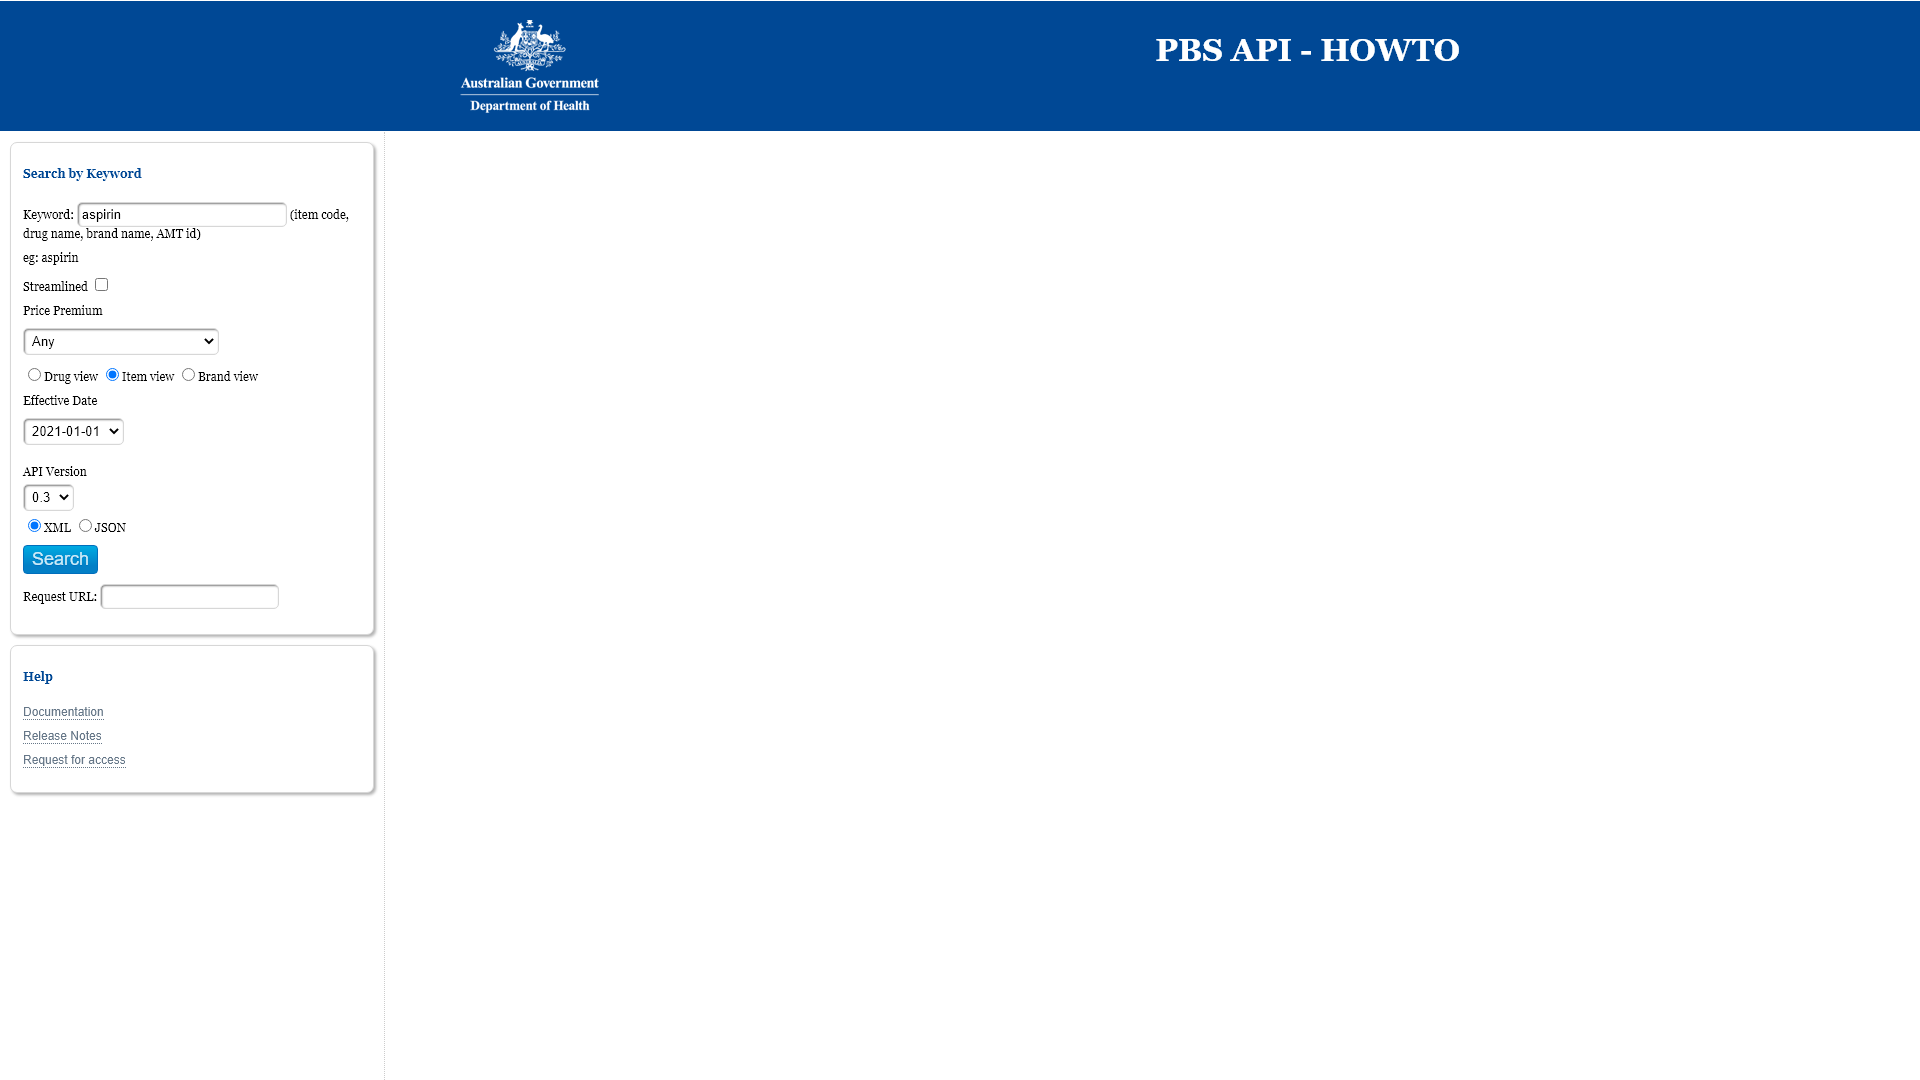 Australian Government
Department of Health
PBS API - HOWTO
Search by Keyword
Keyword: aspirin (item code,
drug name, brand name, AMT id)
eg: aspirin
Streamlined
Price Premium
Any
Drug view Item view Brand view
Effective Date
2021-01-01
API Version
0.3
XML JSON
Search
Request URL:
Help
Documentation
Release Notes
Request for access